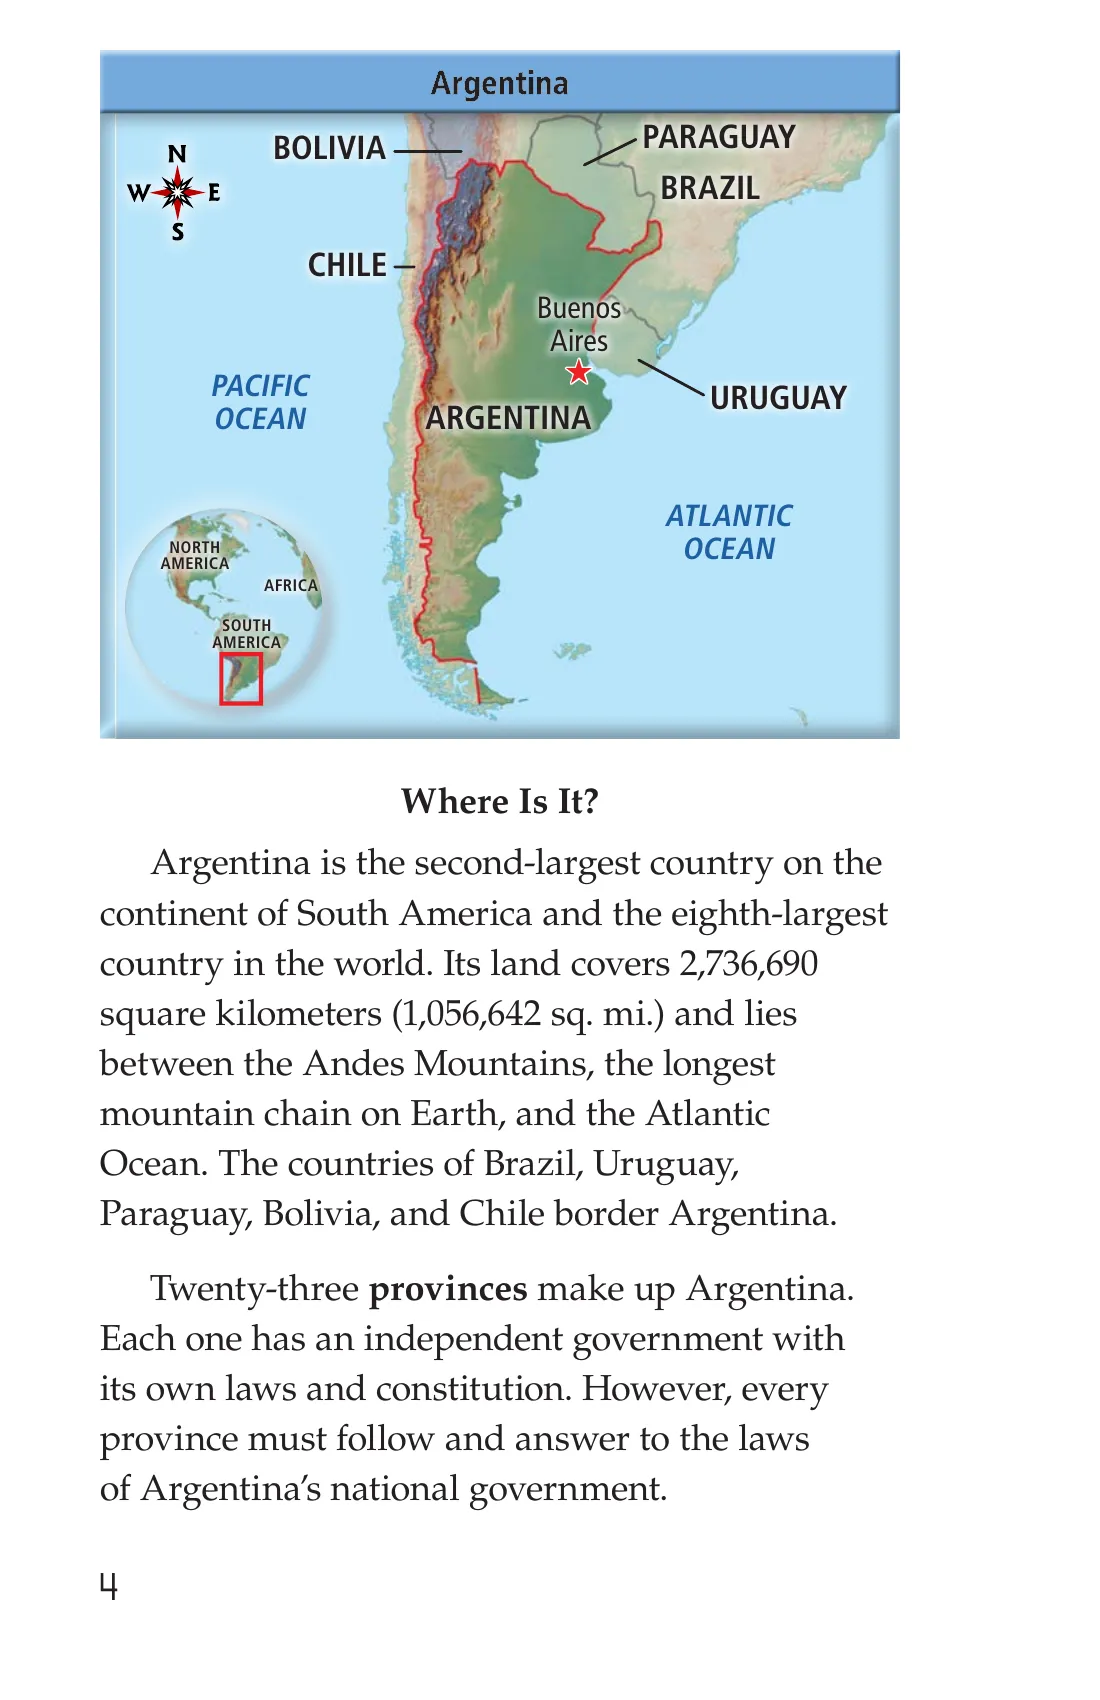 Argentina
BOLIVIA
PARAGUAY
BRAZIL
N
W
E
S
CHILE
Buenos
Aires
PACIFIC
OCEAN
ARGENTINA
URUGUAY
ATLANTIC
OCEAN
NORTH
AMERICA
AFRICA
SOUTH
AMERICA
Where Is It?
Argentina is the second-largest country on the
continent of South America and the eighth-largest
country in the world. Its land covers 2,736,690
square kilometers (1,056,642 sq. mi.) and lies
between the Andes Mountains, the longest
mountain chain on Earth, and the Atlantic
Ocean. The countries of Brazil, Uruguay,
Paraguay, Bolivia, and Chile border Argentina.
Twenty-three provinces make up Argentina.
Each one has an independent government with
its own laws and constitution. However, every
province must follow and answer to the laws
of Argentina’s national government.
4